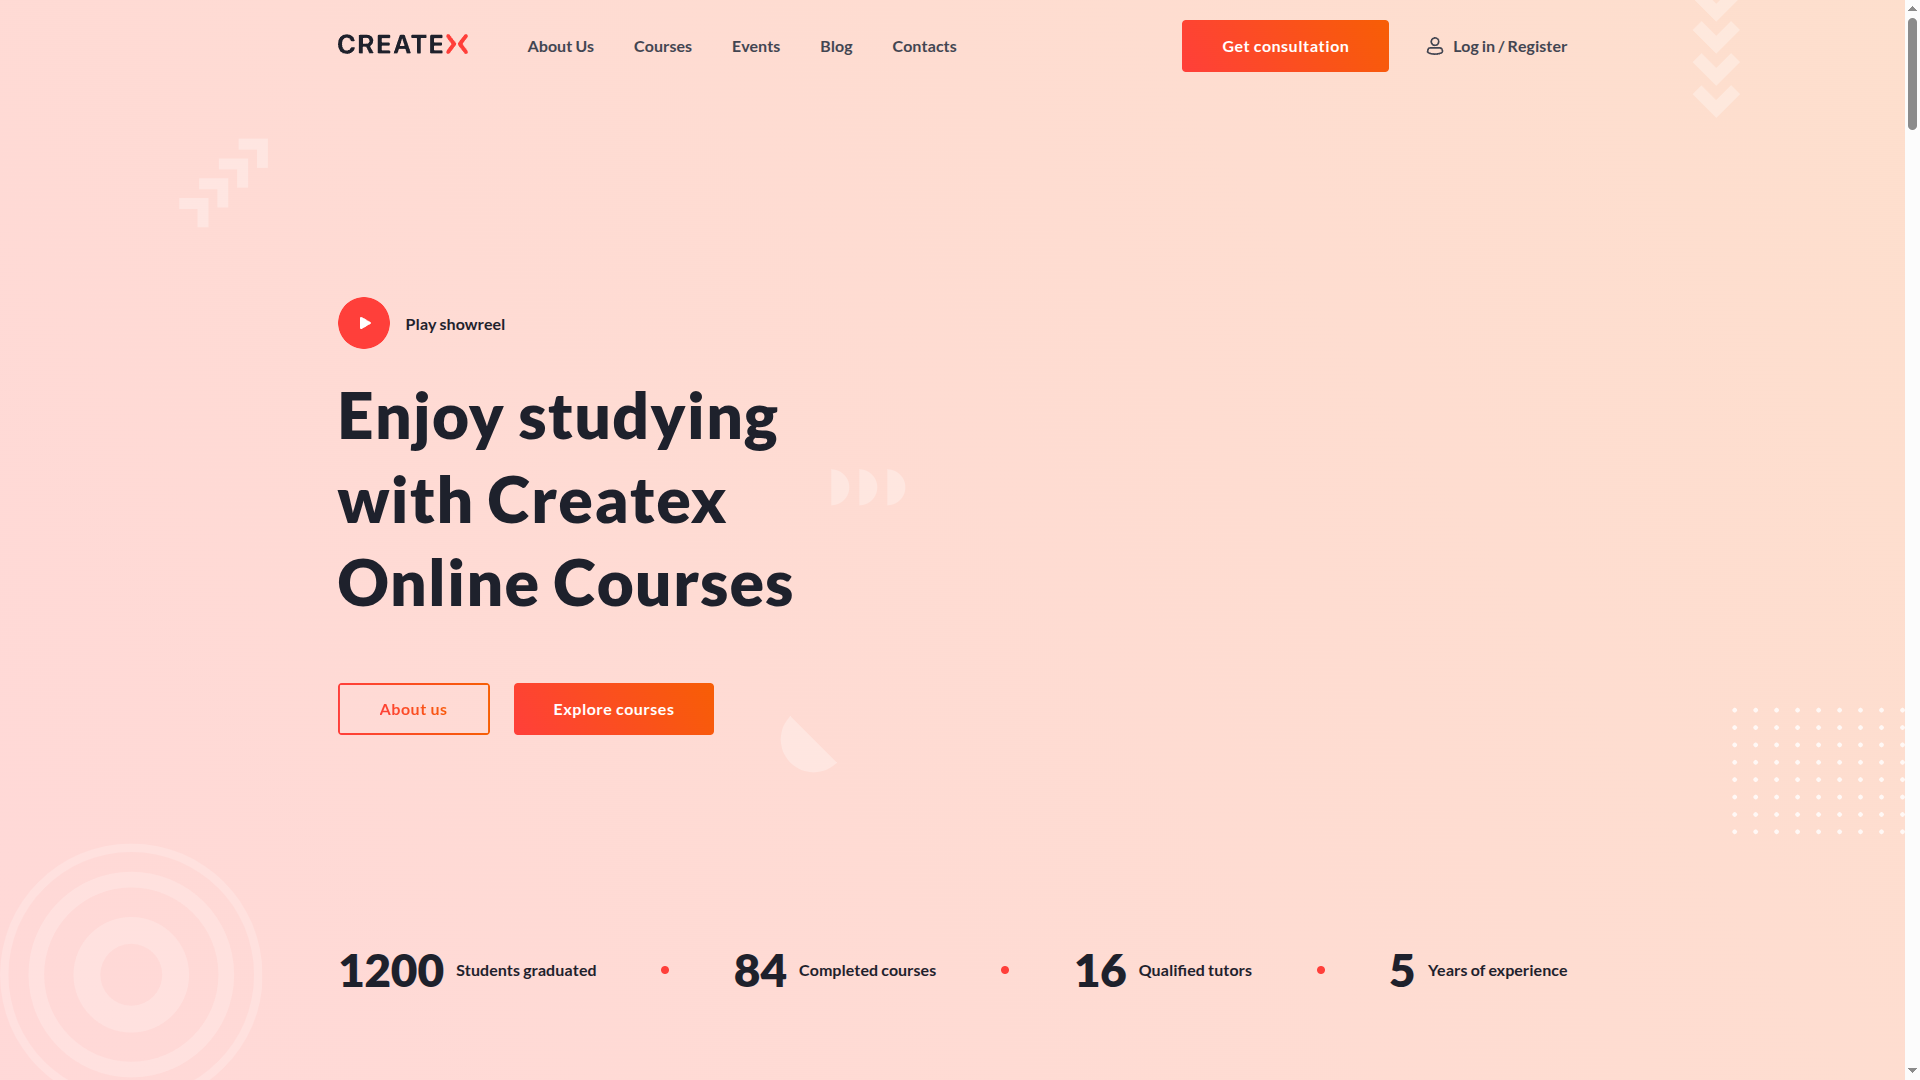 CREATEX
About Us
Courses
Events
Blog
Contacts
Get consultation
Log in / Register
Play showreel
Enjoy studying
with Createx
Online Courses
About us
Explore courses
1200 Students graduated
84 Completed courses
16 Qualified tutors
5 Years of experience